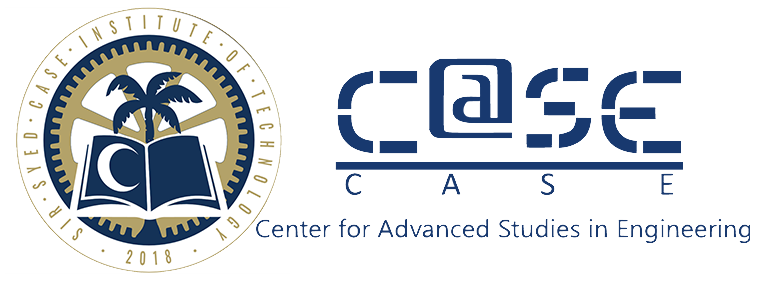 SIR · SYED · CASE · INSTITUTE · OF · TECHNOLOGY
· 2018 ·
C@SE
C A S E
Center for Advanced Studies in Engineering